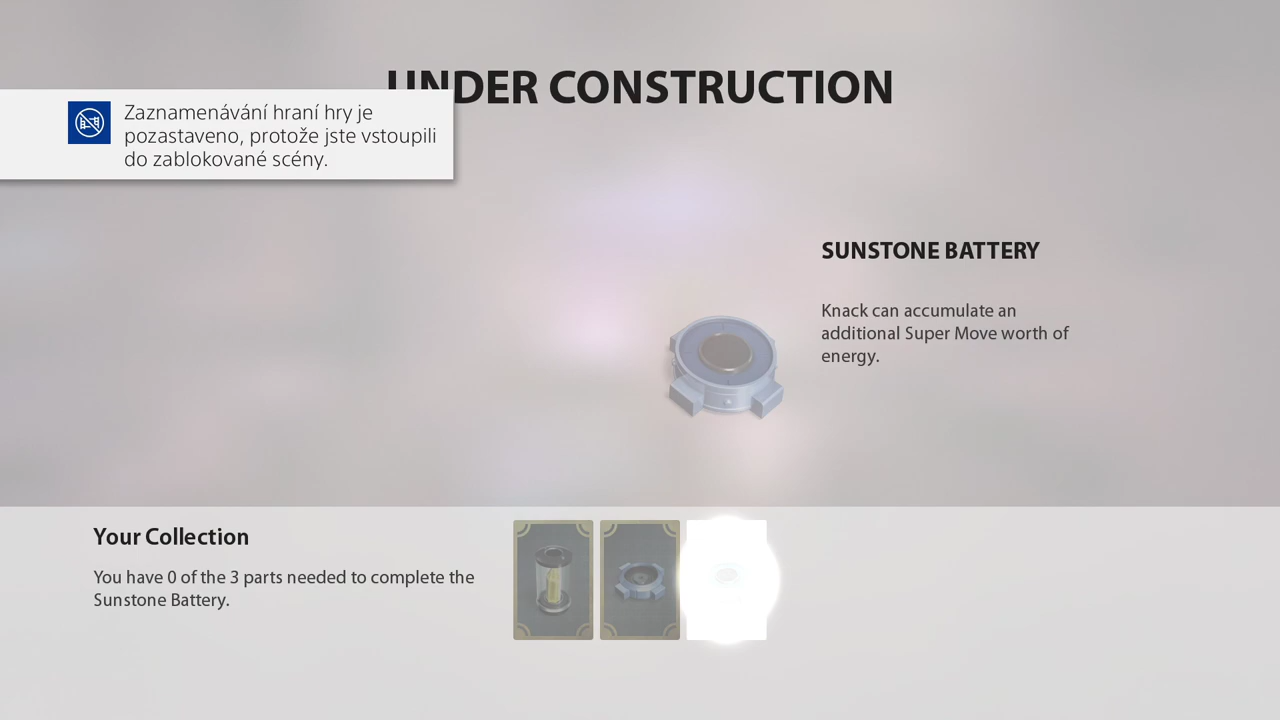 UNDER CONSTRUCTION
Zaznamenávání hraní hry je
pozastaveno, protože jste vstoupili
do zablokované scény.
SUNSTONE BATTERY
Knack can accumulate an
additional Super Move worth of
energy.
Your Collection
You have 0 of the 3 parts needed to complete the
Sunstone Battery.